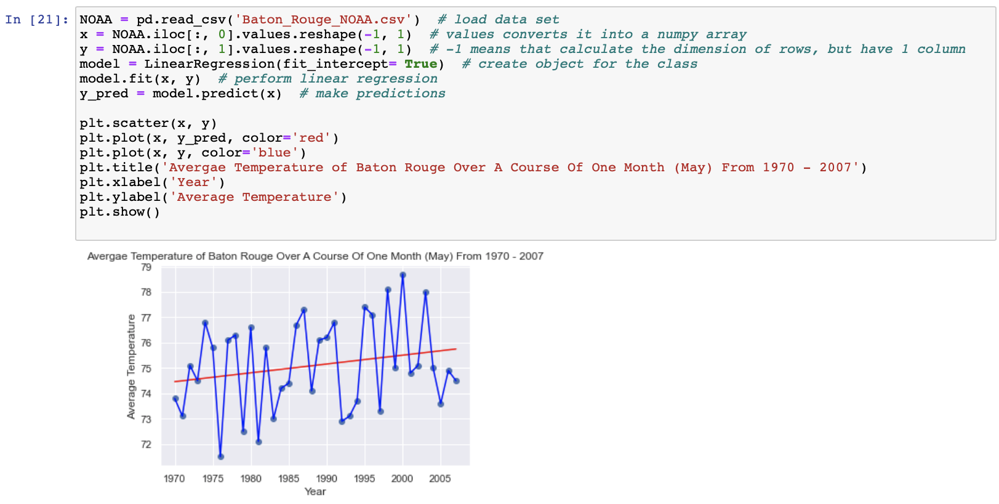 In [21]:
NOAA = pd.read_csv('Baton_Rouge_NOAA.csv')  # load data set
x = NOAA.iloc[:, 0].values.reshape(-1, 1)  # values converts it into a numpy array
y = NOAA.iloc[:, 1].values.reshape(-1, 1)  # -1 means that calculate the dimension of rows, but have 1 column
model = LinearRegression(fit_intercept= True)  # create object for the class
model.fit(x, y)  # perform linear regression
y_pred = model.predict(x)  # make predictions
plt.scatter(x, y)
plt.plot(x, y_pred, color='red')
plt.plot(x, y, color='blue')
plt.title('Avergae Temperature of Baton Rouge Over A Course Of One Month (May) From 1970 - 2007')
plt.xlabel('Year')
plt.ylabel('Average Temperature')
plt.show()
Avergae Temperature of Baton Rouge Over A Course Of One Month (May) From 1970 - 2007
79
78
77
76
75
74
73
72
Average Temperature
1970 1975 1980 1985 1990 1995 2000 2005
Year